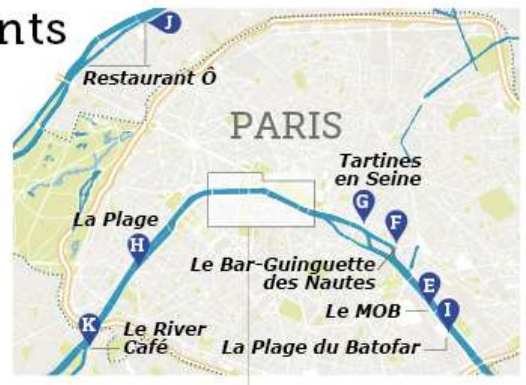 nts
J
Restaurant Ô
PARIS
Tartines
en Seine
G
F
La Plage
H
Le Bar-Guinguette
des Nautes
E
Le MOB
I
K
Le River
Café
La Plage du Batofar